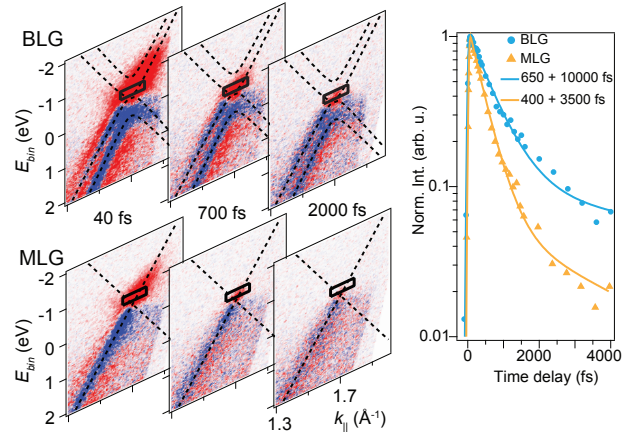 BLG
-2
-1
0
1
2
E_bin (eV)
40 fs
700 fs
2000 fs
MLG
-2
-1
0
1
2
E_bin (eV)
1.3
1.7
k_|| (Å⁻¹)
BLG
MLG
650 + 10000 fs
400 + 3500 fs
1
0.1
0.01
Norm. Int. (arb. u.)
0
2000
4000
Time delay (fs)